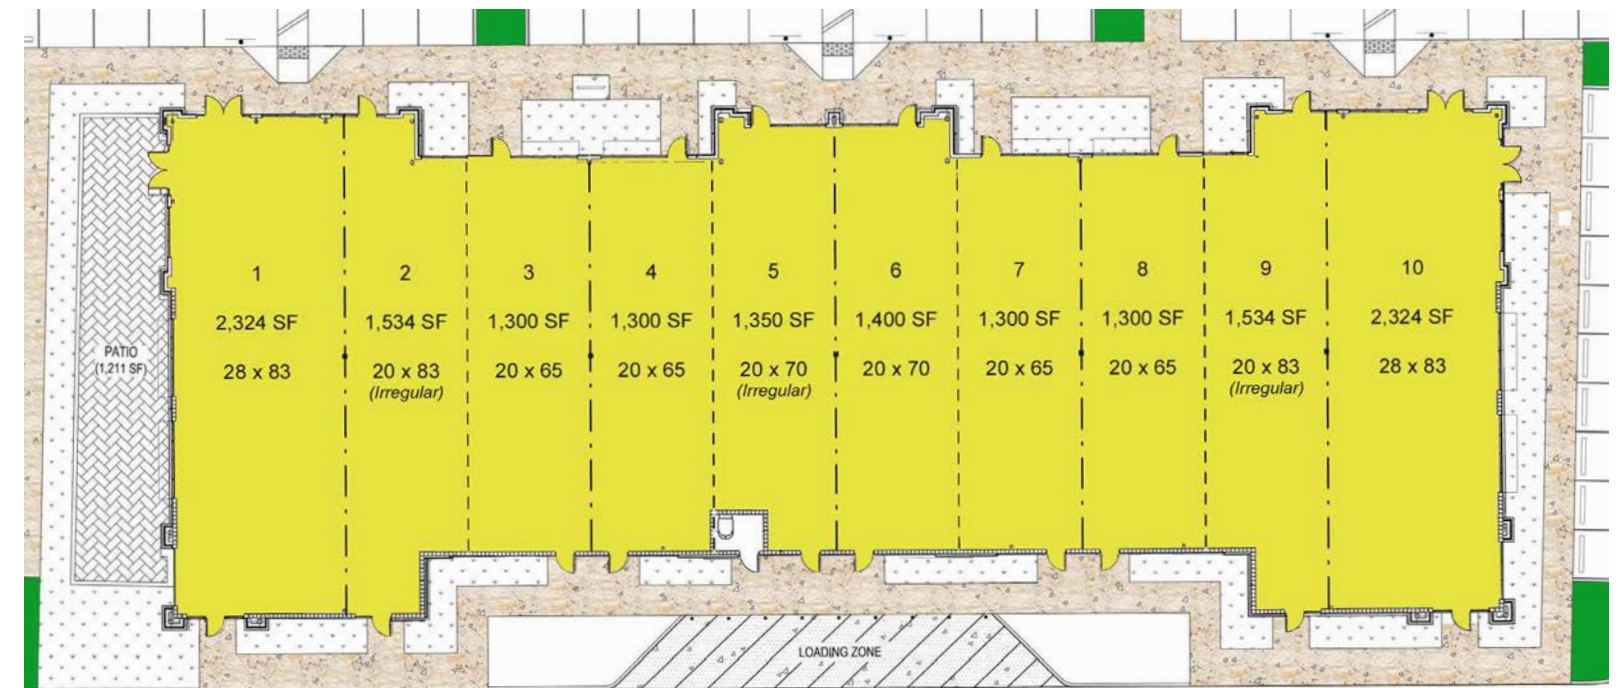 1
2,324 SF
28 x 83
2
1,534 SF
20 x 83
(Irregular)
3
1,300 SF
20 x 65
4
1,300 SF
20 x 65
5
1,350 SF
20 x 70
(Irregular)
6
1,400 SF
20 x 70
7
1,300 SF
20 x 65
8
1,300 SF
20 x 65
9
1,534 SF
20 x 83
(Irregular)
10
2,324 SF
28 x 83
PATIO
(1,211 SF)
LOADING ZONE